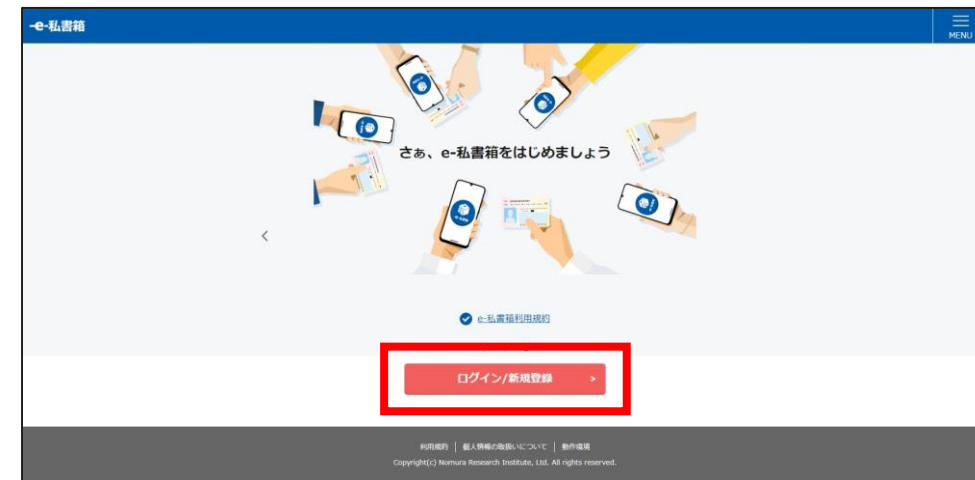 -e-私書箱
MENU
さぁ、e-私書箱をはじめましょう
e-私書箱利用規約
ログイン/新規登録 >
利用規約 | 個人情報の取扱いについて | 動作環境
Copyright(c) Nomura Research Institute, Ltd. All rights reserved.